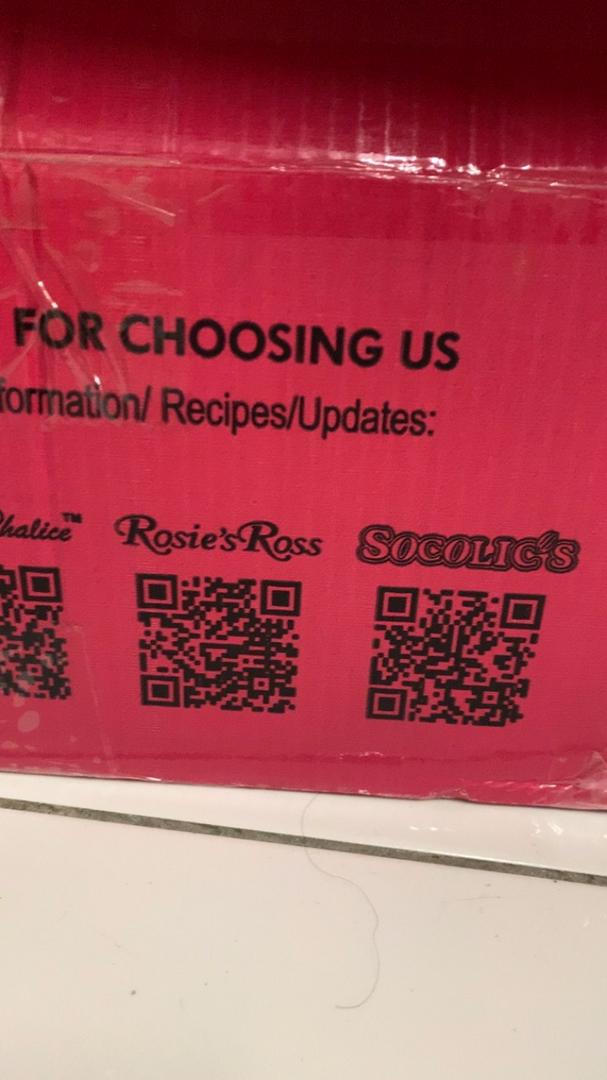 FOR CHOOSING US
formation/ Recipes/Updates:
halice™
Rosie's Ross
SOCOLIC'S